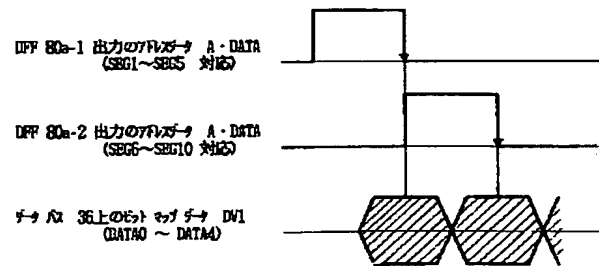 DFF 80a-1 出力のアドレスデータ A・DATA
(SEG1～SEG5 対応)
DFF 80a-2 出力のアドレスデータ A・DATA
(SEG6～SEG10 対応)
データ バス 36上のビット マップ データ DV1
(DATA0 ～ DATA4)